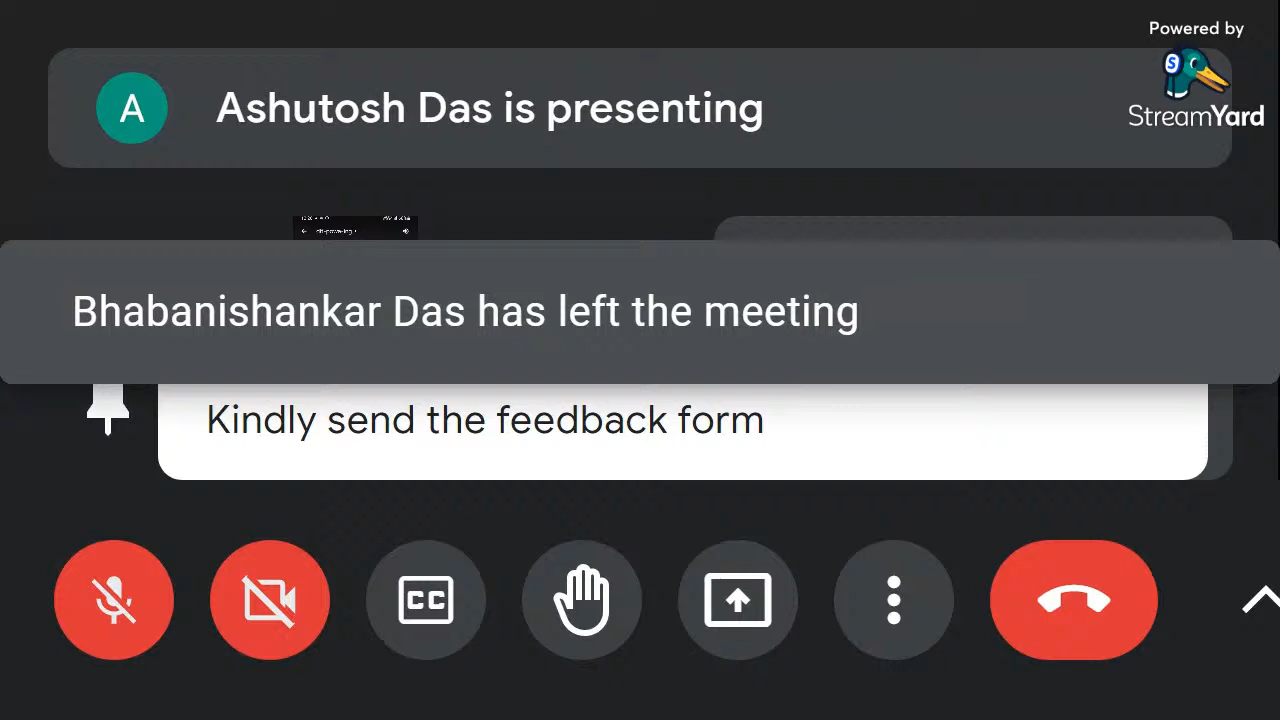 Powered by
S
StreamYard
A
Ashutosh Das is presenting
Bhabanishankar Das has left the meeting
Kindly send the feedback form
CC